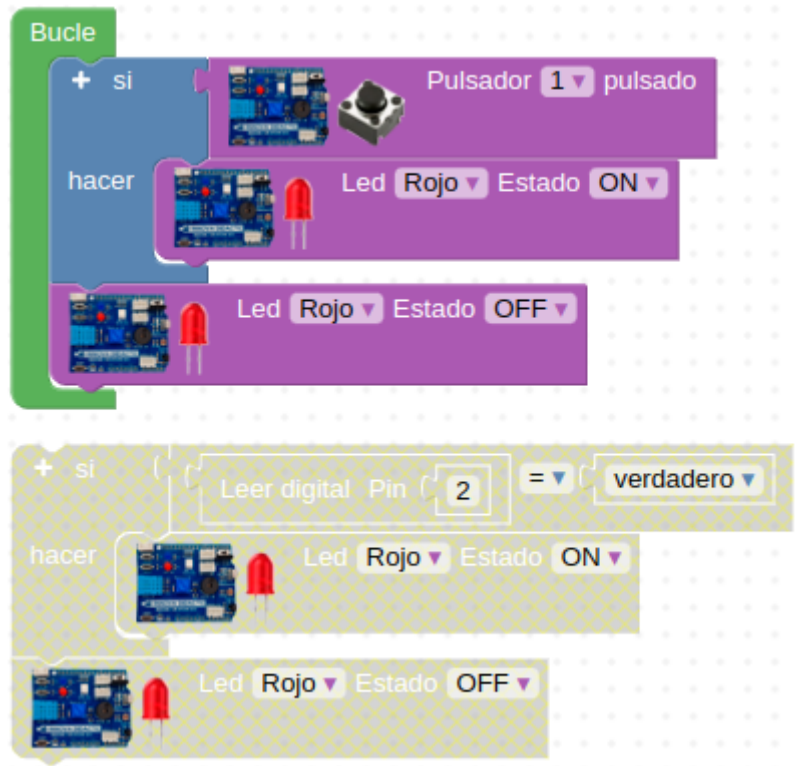 Bucle
+ si Pulsador 1 pulsado
hacer Led Rojo Estado ON
Led Rojo Estado OFF
+ si Leer digital Pin 2 = verdadero
hacer Led Rojo Estado ON
Led Rojo Estado OFF